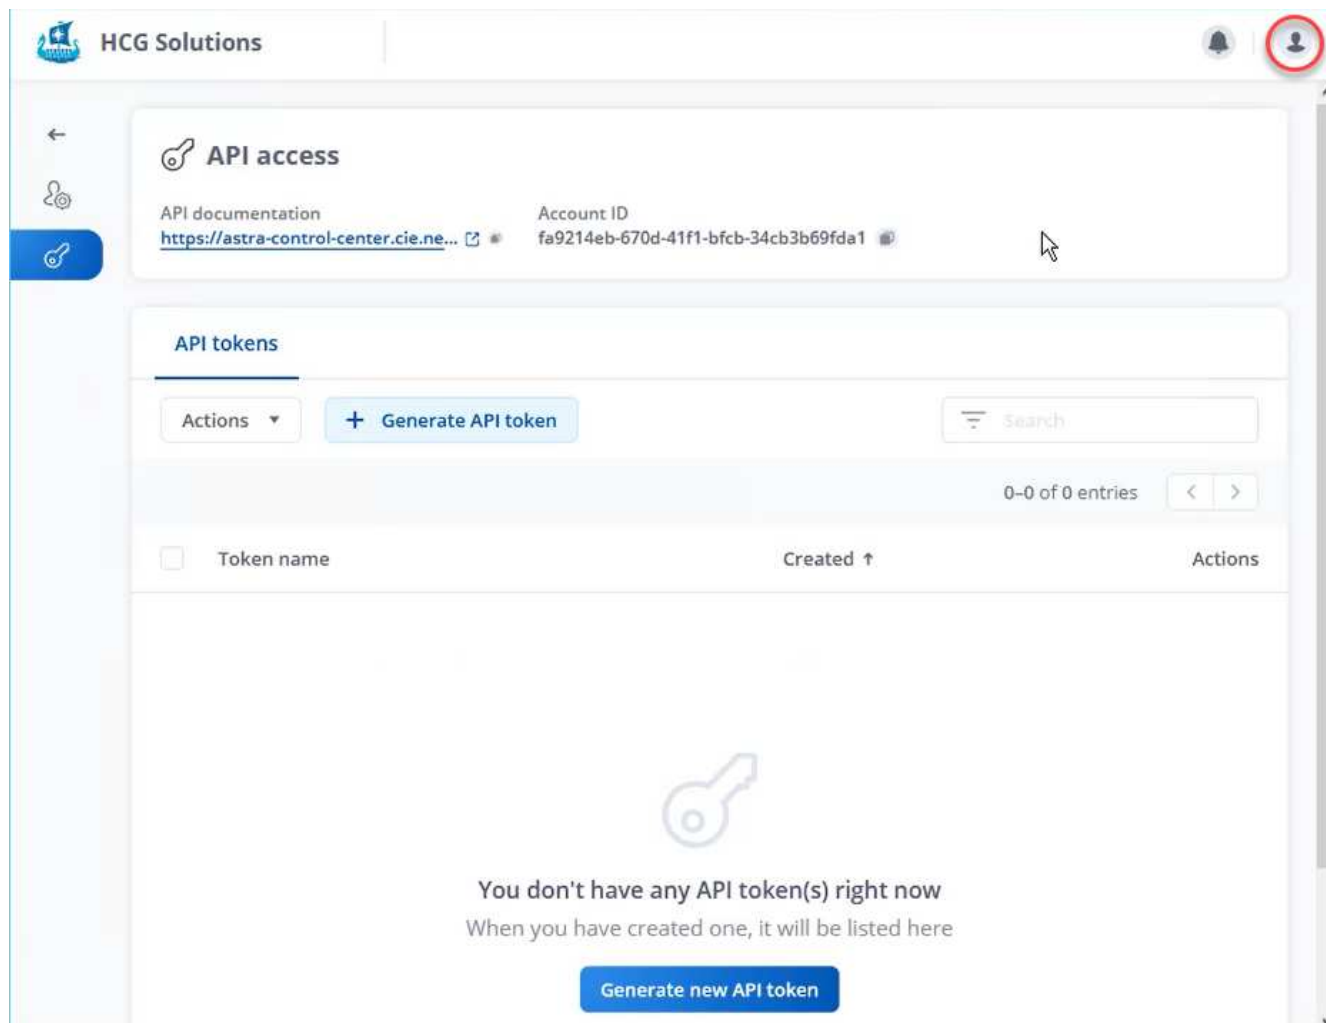 HCG Solutions
API access
API documentation
Account ID
https://astra-control-center.cie.ne...
fa9214eb-670d-41f1-bfcb-34cb3b69fda1
API tokens
Actions
+ Generate API token
Search
0–0 of 0 entries
Token name
Created ↑
Actions
You don't have any API token(s) right now
When you have created one, it will be listed here
Generate new API token